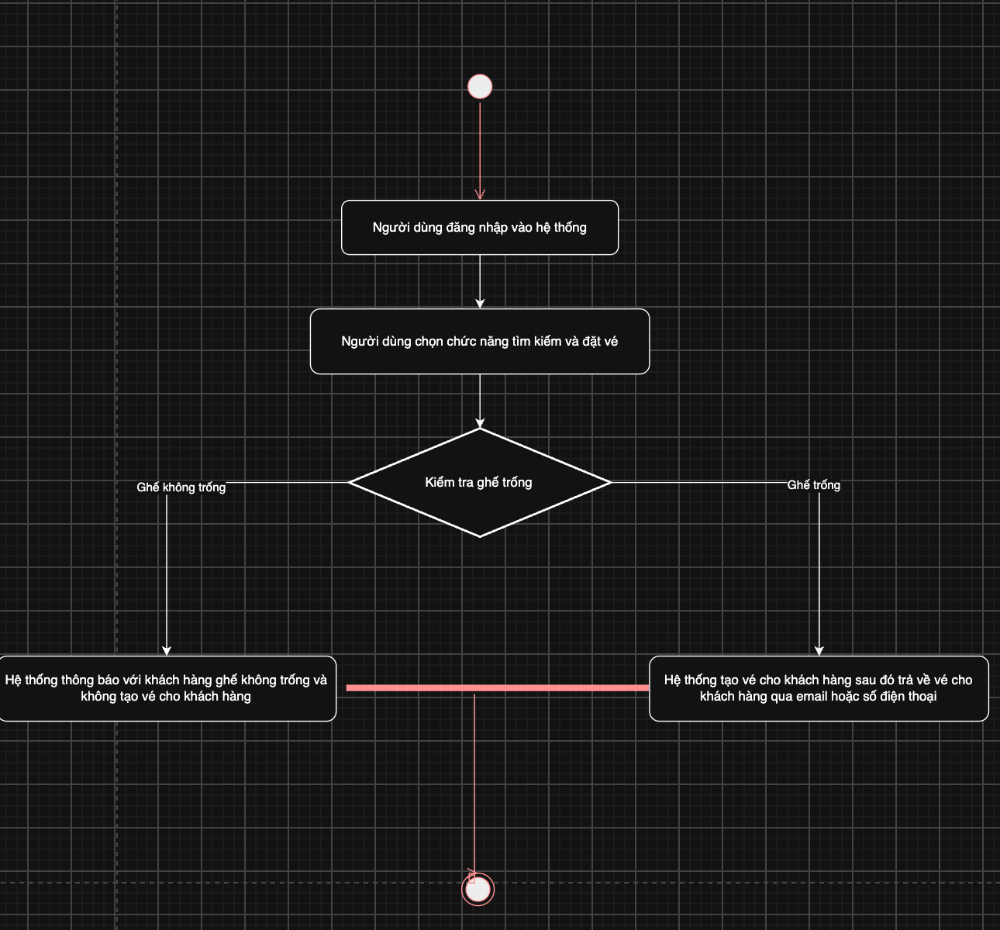 Người dùng đăng nhập vào hệ thống
Người dùng chọn chức năng tìm kiếm và đặt vé
Kiểm tra ghế trống
Ghế không trống
Ghế trống
Hệ thống thông báo với khách hàng ghế không trống và
không tạo vé cho khách hàng
Hệ thống tạo vé cho khách hàng sau đó trả về vé cho
khách hàng qua email hoặc số điện thoại